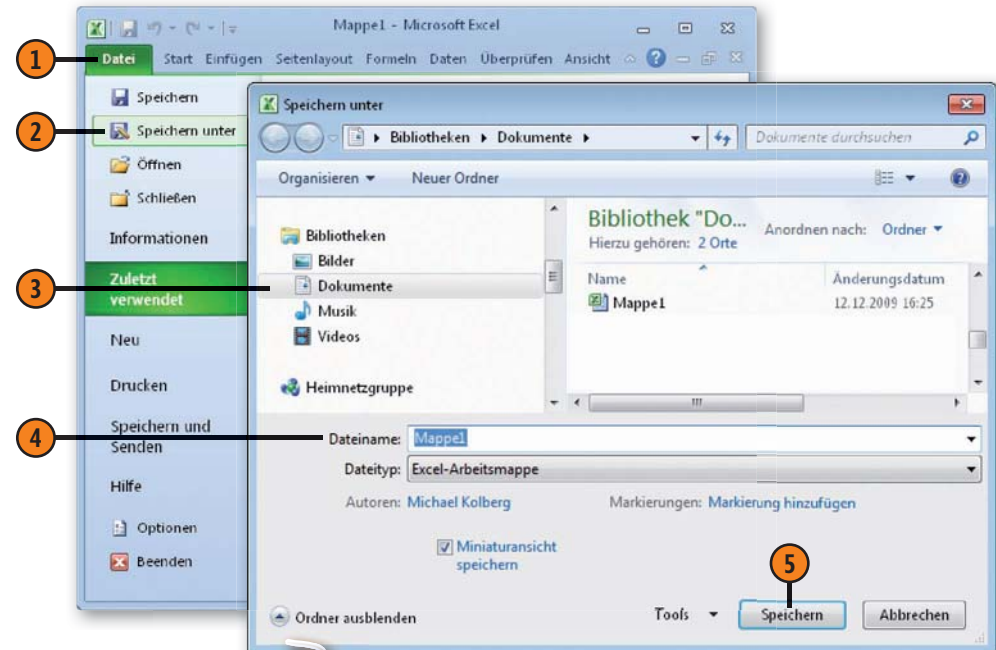 Mappe1 - Microsoft Excel
Datei Start Einfügen Seitenlayout Formeln Daten Überprüfen Ansicht
1
Speichern
2
Speichern unter
Öffnen
Schließen
Informationen
3
Zuletzt
verwendet
Neu
Drucken
4
Speichern und
Senden
Hilfe
Optionen
Beenden
Speichern unter
Bibliotheken Dokumente
Dokumente durchsuchen
Organisieren
Neuer Ordner
Bibliotheken
Bilder
Dokumente
Musik
Videos
Heimnetzgruppe
Bibliothek "Do...
Hierzu gehören: 2 Orte
Anordnen nach: Ordner
Name Änderungsdatum
Mappe1 12.12.2009 16:25
Dateiname: Mappe1
Dateityp: Excel-Arbeitsmappe
Autoren: Michael Kolberg Markierungen: Markierung hinzufügen
Miniaturansicht
speichern
5
Ordner ausblenden
Tools
Speichern
Abbrechen